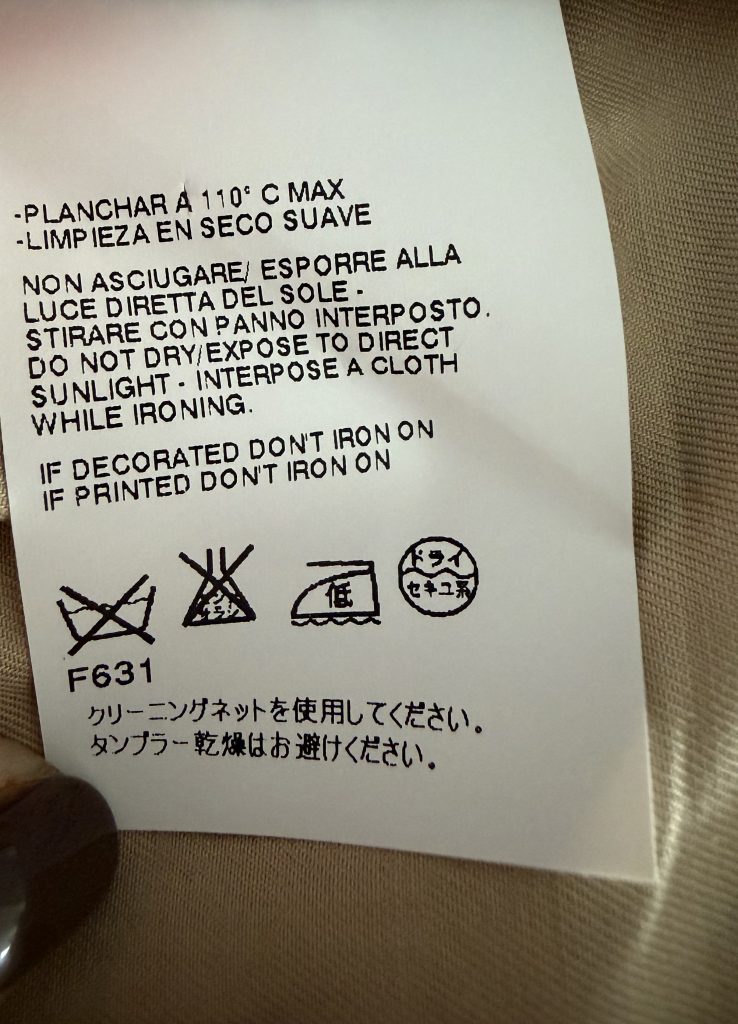 -PLANCHAR A 110° C MAX
-LIMPIEZA EN SECO SUAVE
NON ASCIUGARE/ ESPORRE ALLA
LUCE DIRETTA DEL SOLE -
STIRARE CON PANNO INTERPOSTO.
DO NOT DRY/EXPOSE TO DIRECT
SUNLIGHT - INTERPOSE A CLOTH
WHILE IRONING.
IF DECORATED DON'T IRON ON
IF PRINTED DON'T IRON ON
低
ドライ
セキユ系
F631
クリーニングネットを使用してください。
タンブラー乾燥はお避けください。